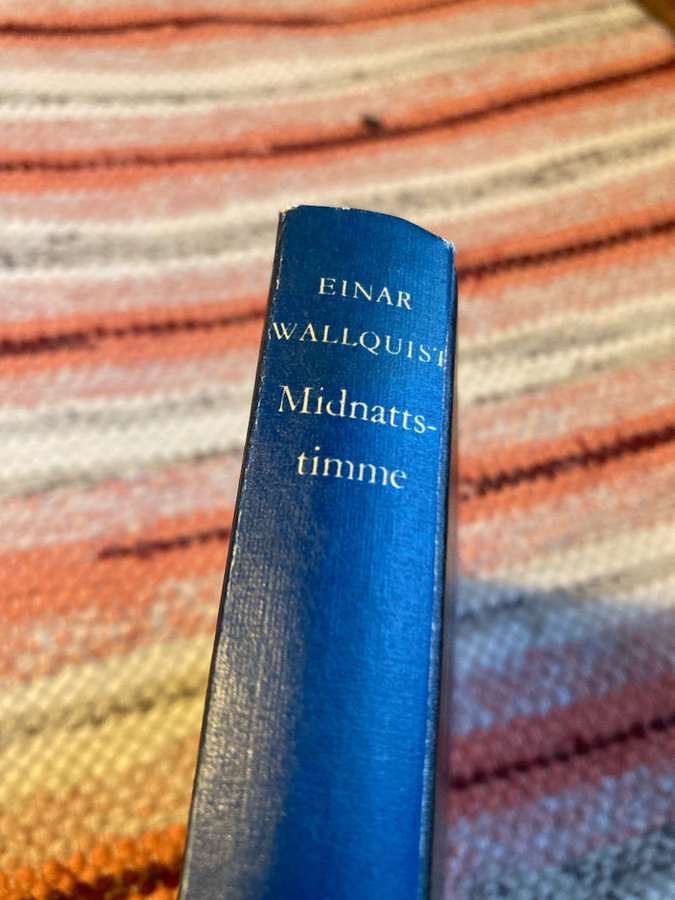 EINAR
WALLQUIST
Midnatts-
timme